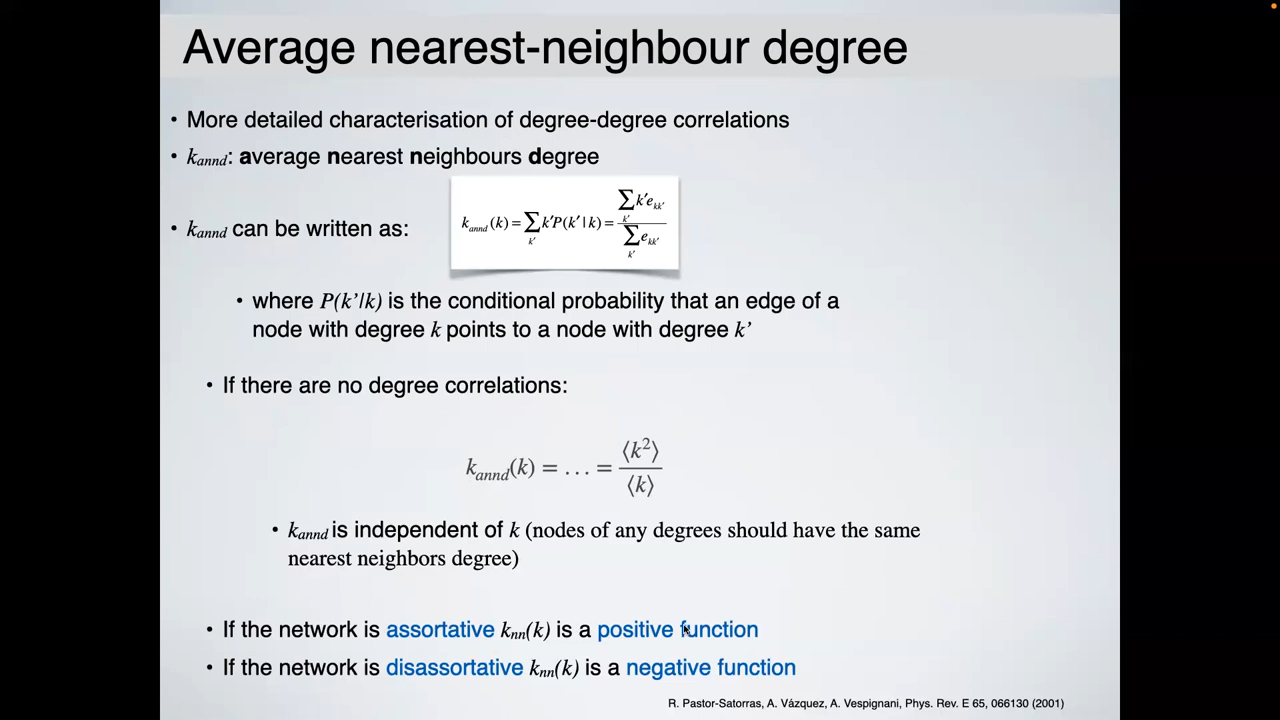 Average nearest-neighbour degree
• More detailed characterisation of degree-degree correlations
• k_annd: average nearest neighbours degree
• k_annd can be written as:
k_annd (k) = ∑_k' k'P(k' | k) = ∑_k' k'e_kk' / ∑_k' e_kk'
• where P(k'|k) is the conditional probability that an edge of a
node with degree k points to a node with degree k'
• If there are no degree correlations:
k_annd(k) = … = ⟨k²⟩ / ⟨k⟩
• k_annd is independent of k (nodes of any degrees should have the same
nearest neighbors degree)
• If the network is assortative k_nn(k) is a positive function
• If the network is disassortative k_nn(k) is a negative function
R. Pastor-Satorras, A. Vázquez, A. Vespignani, Phys. Rev. E 65, 066130 (2001)